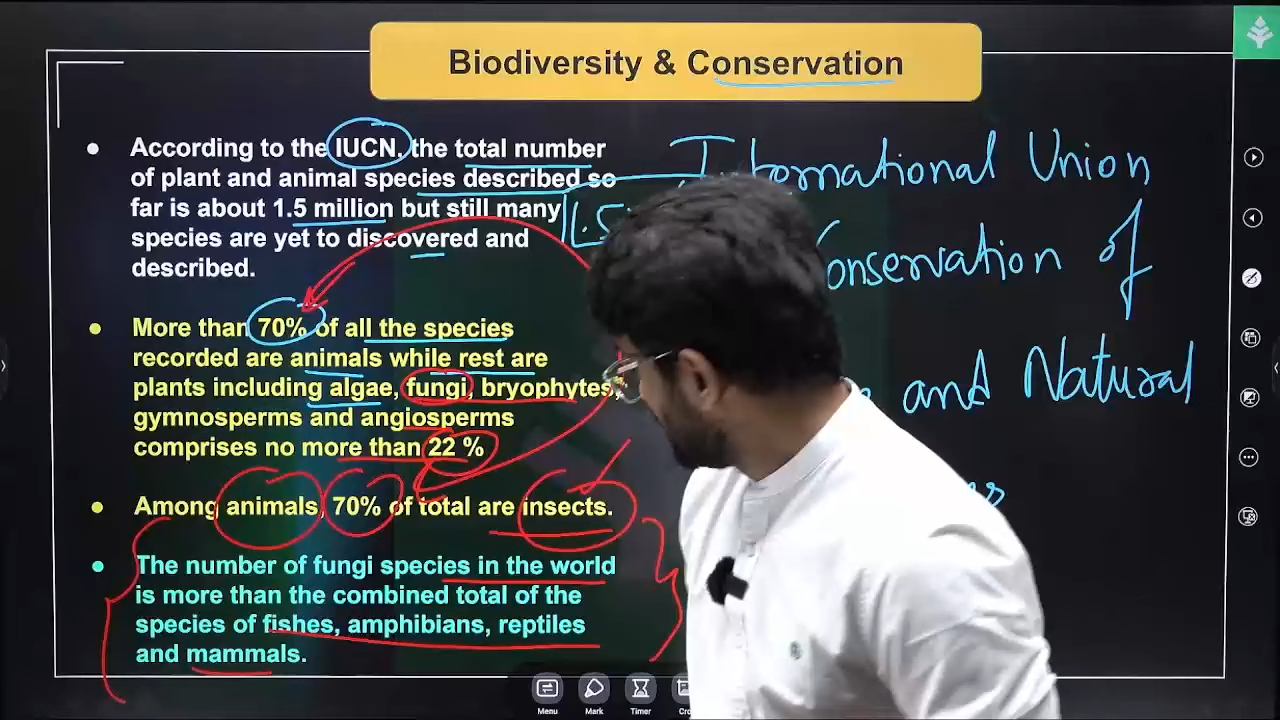 Biodiversity & Conservation
According to the IUCN, the total number
of plant and animal species described so
far is about 1.5 million but still many
species are yet to discovered and
described.
More than 70% of all the species
recorded are animals while rest are
plants including algae, fungi, bryophytes,
gymnosperms and angiosperms
comprises no more than 22 %
Among animals, 70% of total are insects.
The number of fungi species in the world
is more than the combined total of the
species of fishes, amphibians, reptiles
and mammals.
International Union
1.5
Conservation of
and Natural
Menu
Mark
Timer